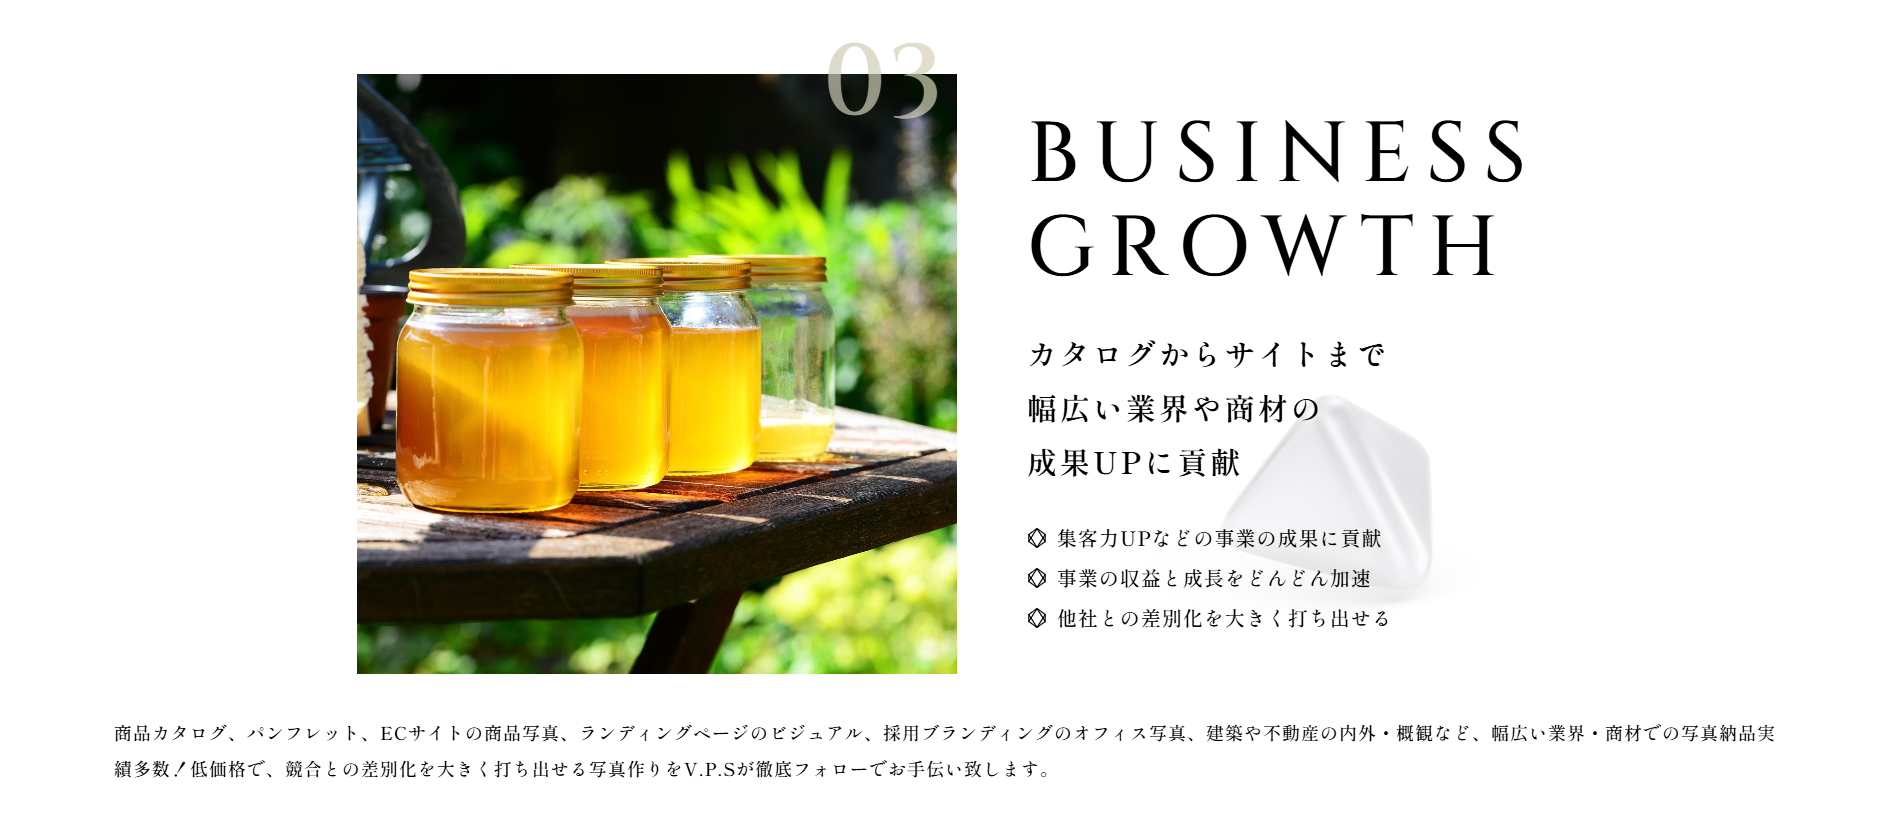 03
BUSINESS
GROWTH
カタログからサイトまで
幅広い業界や商材の
成果UPに貢献
集客力UPなどの事業の成果に貢献
事業の収益と成長をどんどん加速
他社との差別化を大きく打ち出せる
商品カタログ、パンフレット、ECサイトの商品写真、ランディングページのビジュアル、採用ブランディングのオフィス写真、建築や不動産の内外・概観など、幅広い業界・商材での写真納品実
績多数！低価格で、競合との差別化を大きく打ち出せる写真作りをV.P.Sが徹底フォローでお手伝い致します。